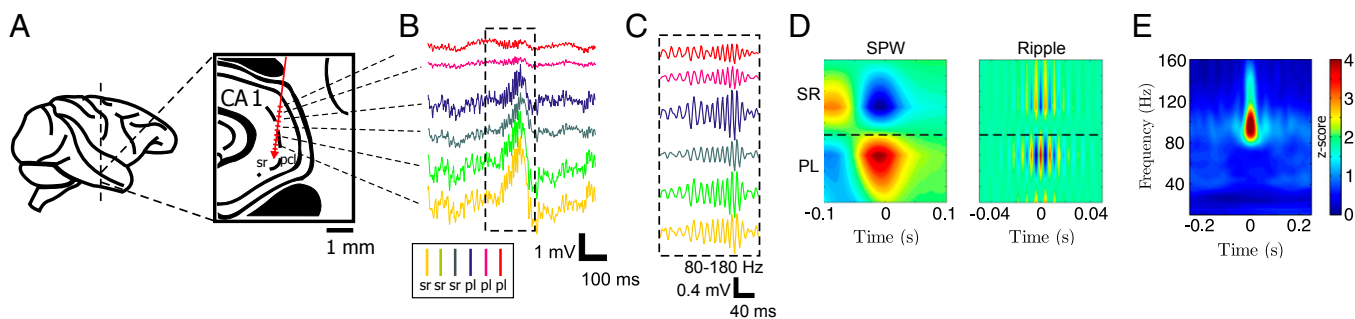 A
CA1
sr
pcl
1 mm
B
1 mV
100 ms
sr sr sr pl pl pl
C
80-180 Hz
0.4 mV
40 ms
D
SPW
Ripple
SR
PL
-0.1 0 0.1
Time (s)
-0.04 0 0.04
Time (s)
E
Frequency (Hz)
160
120
80
40
-0.2 0 0.2
Time (s)
4
3
2
1
0
z-score